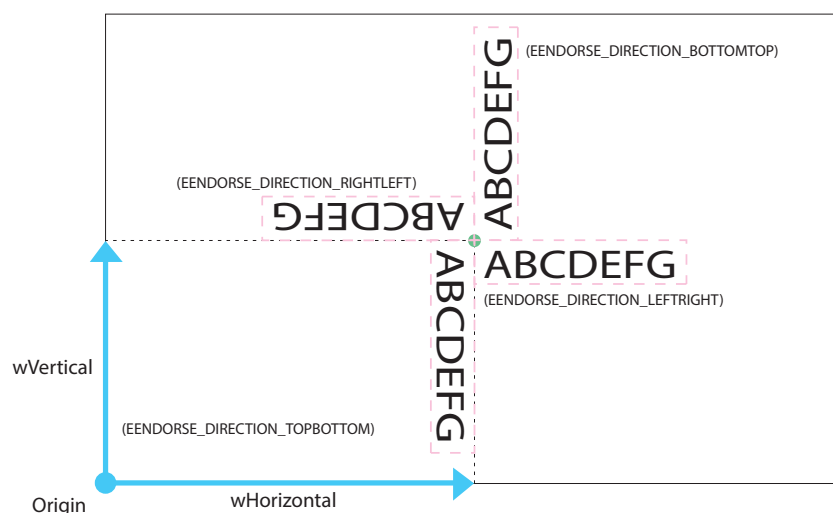 ABCDEFG
(EENDORSE_DIRECTION_BOTTOMTOP)
(EENDORSE_DIRECTION_RIGHTLEFT)
ABCDEFG
ABCDEFG
(EENDORSE_DIRECTION_LEFTRIGHT)
ABCDEFG
wVertical
(EENDORSE_DIRECTION_TOPBOTTOM)
wHorizontal
Origin